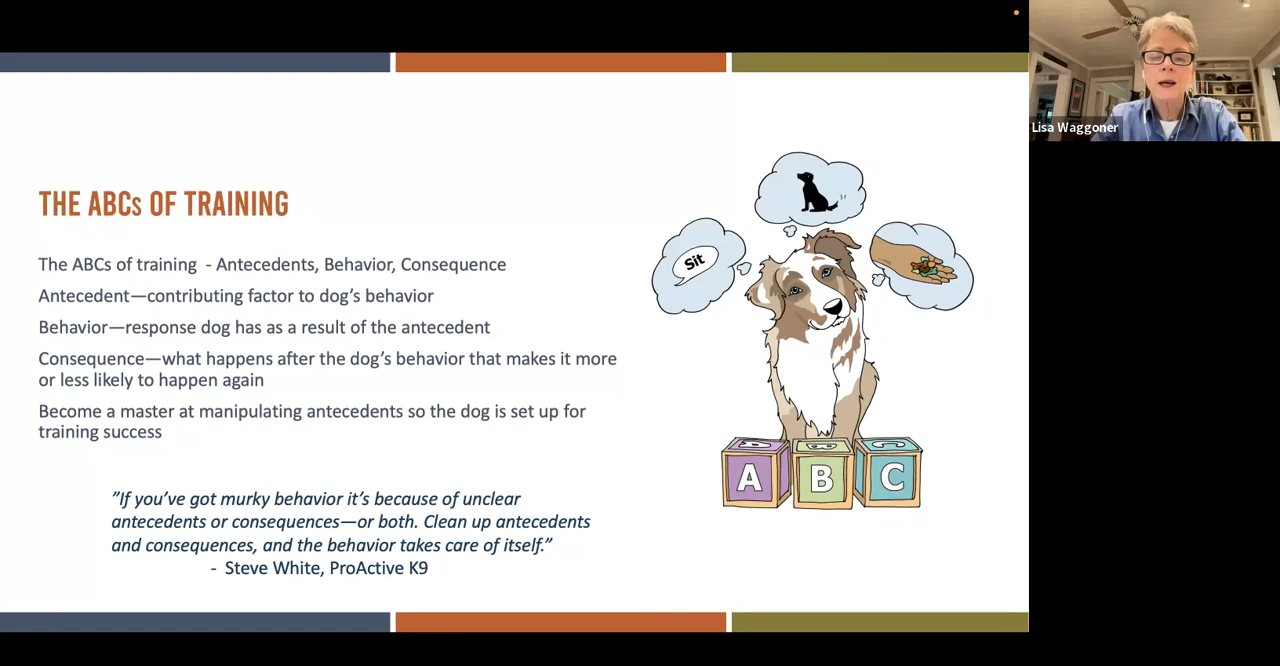 THE ABCs OF TRAINING
The ABCs of training - Antecedents, Behavior, Consequence
Antecedent—contributing factor to dog’s behavior
Behavior—response dog has as a result of the antecedent
Consequence—what happens after the dog’s behavior that makes it more
or less likely to happen again
Become a master at manipulating antecedents so the dog is set up for
training success
”If you’ve got murky behavior it’s because of unclear
antecedents or consequences—or both. Clean up antecedents
and consequences, and the behavior takes care of itself.”
- Steve White, ProActive K9
Sit
A B C
A B C
Lisa Waggoner